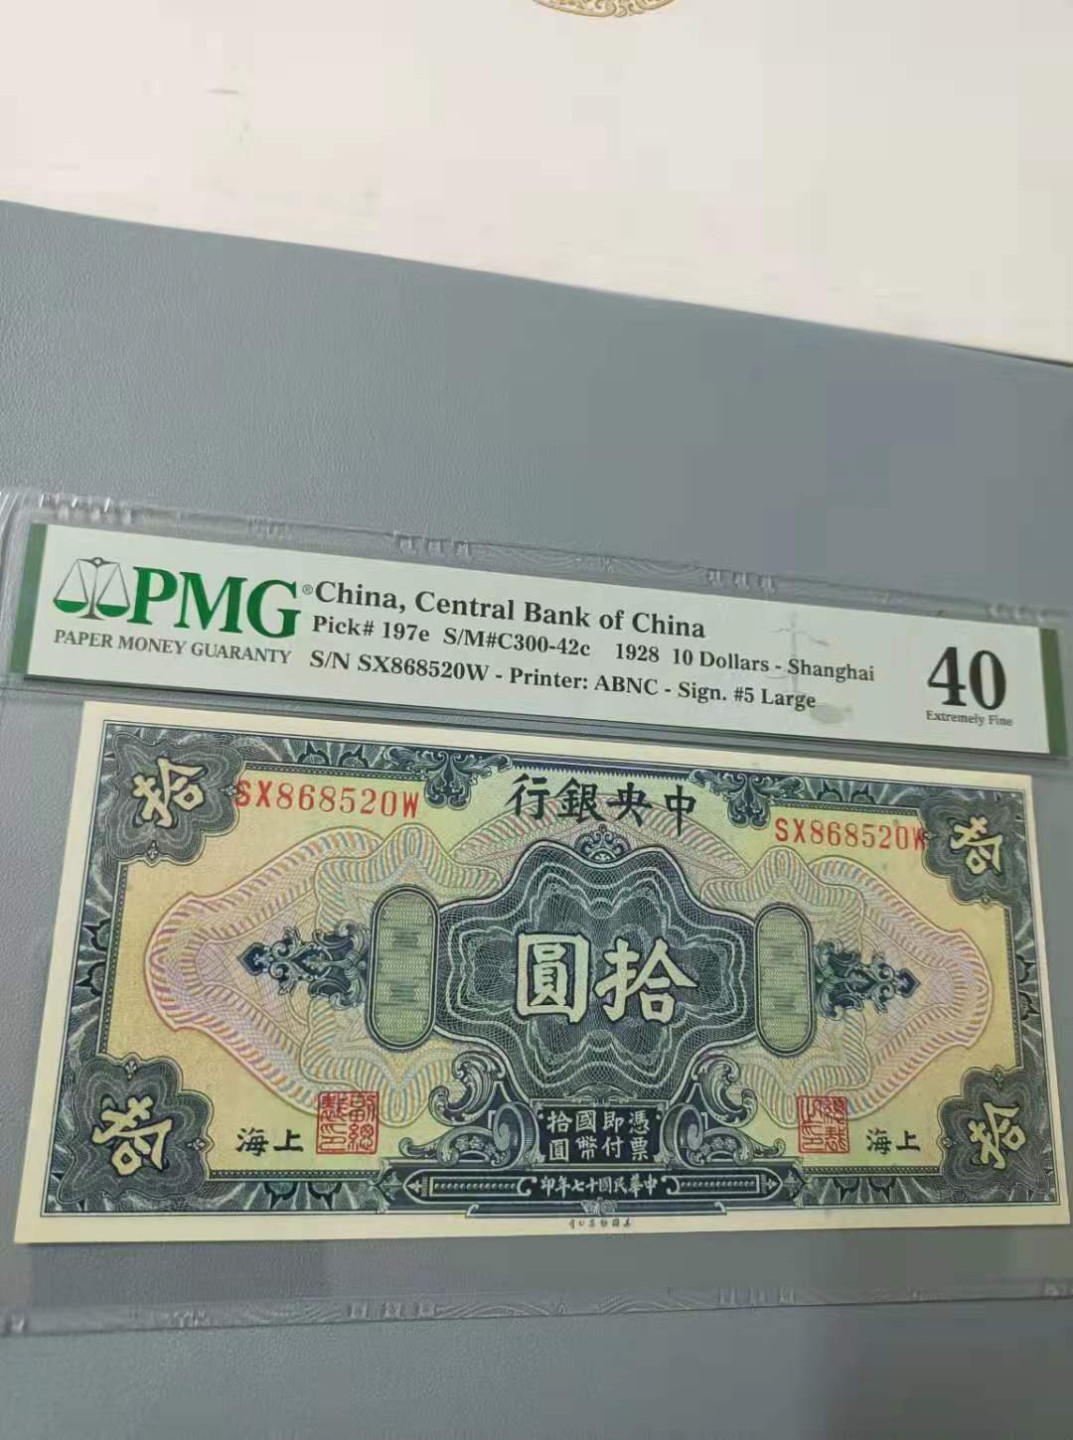 PMG®
PAPER MONEY GUARANTY
China, Central Bank of China
Pick# 197e S/M#C300-42c 1928 10 Dollars - Shanghai
S/N SX868520W - Printer: ABNC - Sign. #5 Large
40
Extremely Fine
拾
SX868520W
行銀央中
SX868520W
拾
圓拾
拾
海上
拾圓
國幣
即付
憑票
海上
拾
印年七十國民華中